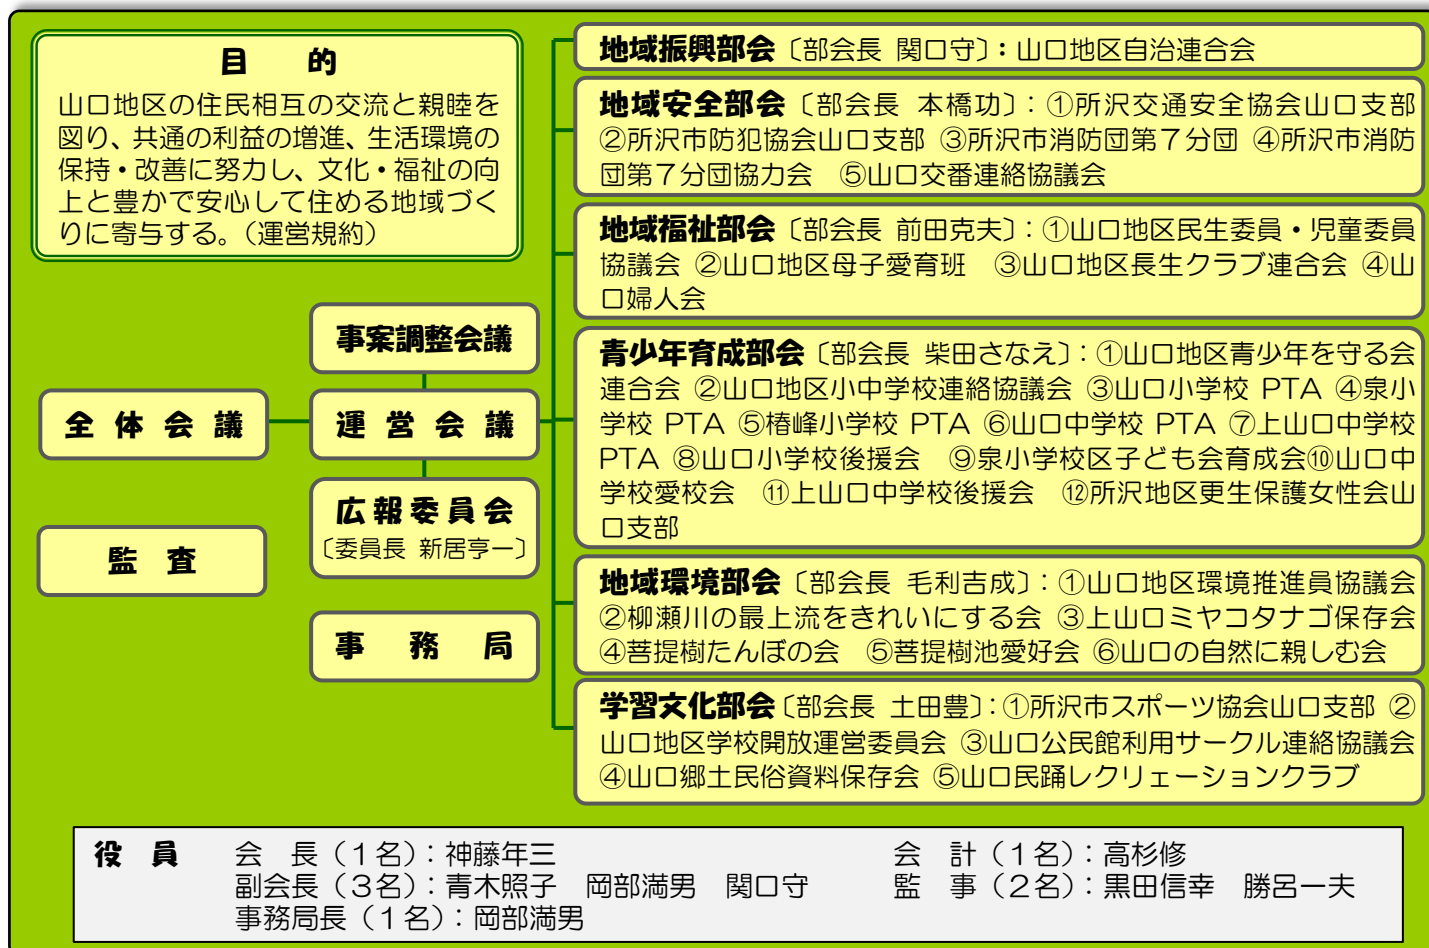 目 的
山口地区の住民相互の交流と親睦を
図り、共通の利益の増進、生活環境の
保持・改善に努力し、文化・福祉の向
上と豊かで安心して住める地域づく
りに寄与する。（運営規約）
事案調整会議
全体会議
運営会議
広報委員会
〔委員長 新居亨一〕
監査
事務局
地域振興部会〔部会長 関口守〕：山口地区自治連合会
地域安全部会〔部会長 本橋功〕：①所沢交通安全協会山口支部
②所沢市防犯協会山口支部 ③所沢市消防団第７分団 ④所沢市消防
団第７分団協力会 ⑤山口交番連絡協議会
地域福祉部会〔部会長 前田克夫〕：①山口地区民生委員・児童委員
協議会 ②山口地区母子愛育班 ③山口地区長生クラブ連合会 ④山
口婦人会
青少年育成部会〔部会長 柴田さなえ〕：①山口地区青少年を守る会
連合会 ②山口地区小中学校連絡協議会 ③山口小学校 PTA ④泉小
学校 PTA ⑤椿峰小学校 PTA ⑥山口中学校 PTA ⑦上山口中学校
PTA ⑧山口小学校後援会 ⑨泉小学校区子ども会育成会⑩山口中
学校愛校会 ⑪上山口中学校後援会 ⑫所沢地区更生保護女性会山
口支部
地域環境部会〔部会長 毛利吉成〕：①山口地区環境推進員協議会
②柳瀬川の最上流をきれいにする会 ③上山口ミヤコタナゴ保存会
④菩提樹たんぼの会 ⑤菩提樹池愛好会 ⑥山口の自然に親しむ会
学習文化部会〔部会長 土田豊〕：①所沢市スポーツ協会山口支部 ②
山口地区学校開放運営委員会 ③山口公民館利用サークル連絡協議会
④山口郷土民俗資料保存会 ⑤山口民踊レクリェーションクラブ
役員 会 長（１名）：神藤年三 会 計（１名）：高杉修
副会長（３名）：青木照子 岡部満男 関口守 監 事（２名）：黒田信幸 勝呂一夫
事務局長（１名）：岡部満男